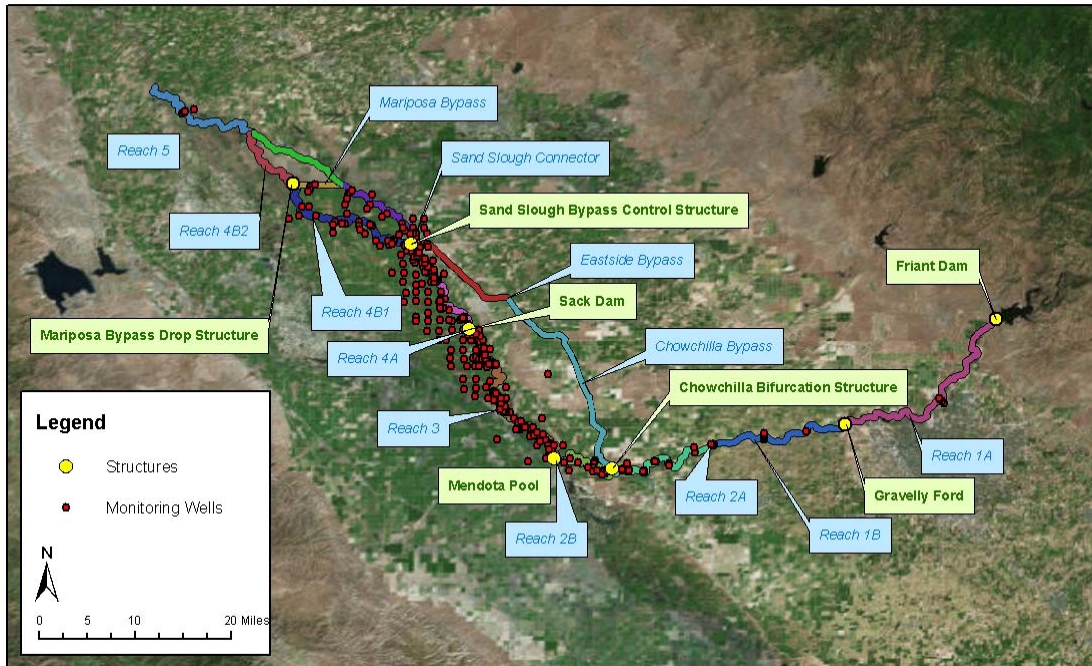 Mariposa Bypass
Reach 5
Sand Slough Connector
Sand Slough Bypass Control Structure
Reach 4B2
Eastside Bypass
Friant Dam
Reach 4B1
Sack Dam
Mariposa Bypass Drop Structure
Reach 4A
Chowchilla Bypass
Chowchilla Bifurcation Structure
Reach 3
Reach 1A
Mendota Pool
Reach 2A
Gravelly Ford
Reach 2B
Reach 1B
Legend
Structures
Monitoring Wells
N
0 5 10 20 Miles